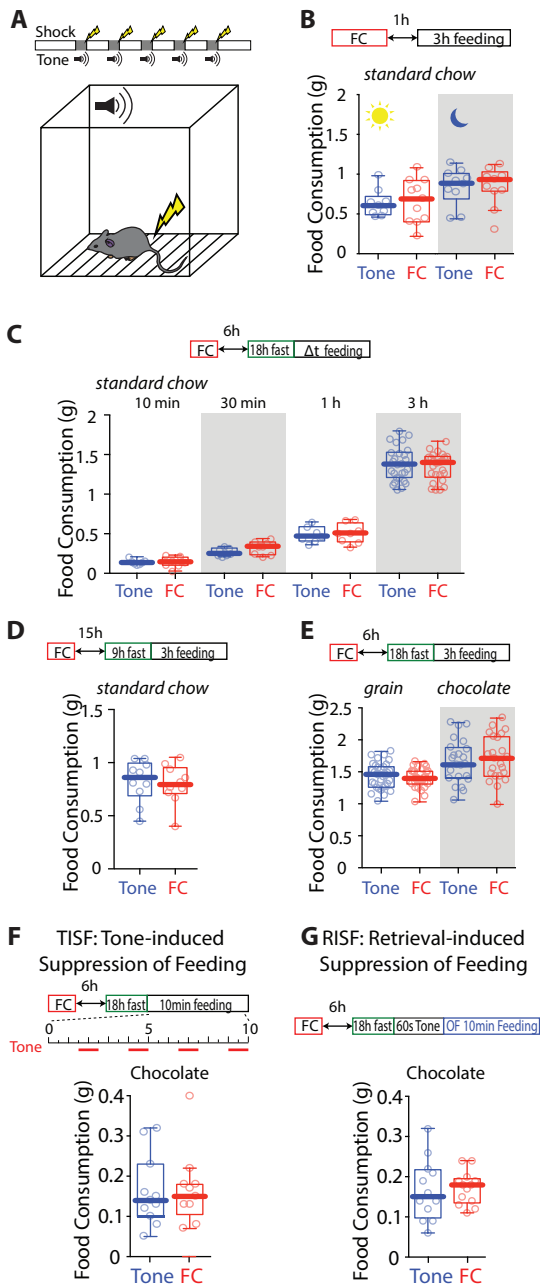 A
Shock
Tone
B
1h
FC
3h feeding
standard chow
Food Consumption (g)
2
1.5
1
0.5
0
Tone
FC
Tone
FC
C
6h
FC
18h fast
Δt feeding
standard chow
10 min
30 min
1 h
3 h
Food Consumption (g)
2
1.5
1
0.5
0
Tone
FC
Tone
FC
Tone
FC
Tone
FC
D
15h
FC
9h fast
3h feeding
standard chow
Food Consumption (g)
1.5
1
0.5
0
Tone
FC
E
6h
FC
18h fast
3h feeding
grain
chocolate
Food Consumption (g)
2.5
2
1.5
1
0.5
0
Tone
FC
Tone
FC
F TISF: Tone-induced
Suppression of Feeding
6h
FC
18h fast
10min feeding
0
5
10
Tone
Chocolate
Food Consumption (g)
0.4
0.3
0.2
0.1
0
Tone
FC
G RISF: Retrieval-induced
Suppression of Feeding
6h
FC
18h fast
60s Tone
OF 10min Feeding
Chocolate
Food Consumption (g)
0.4
0.3
0.2
0.1
0
Tone
FC